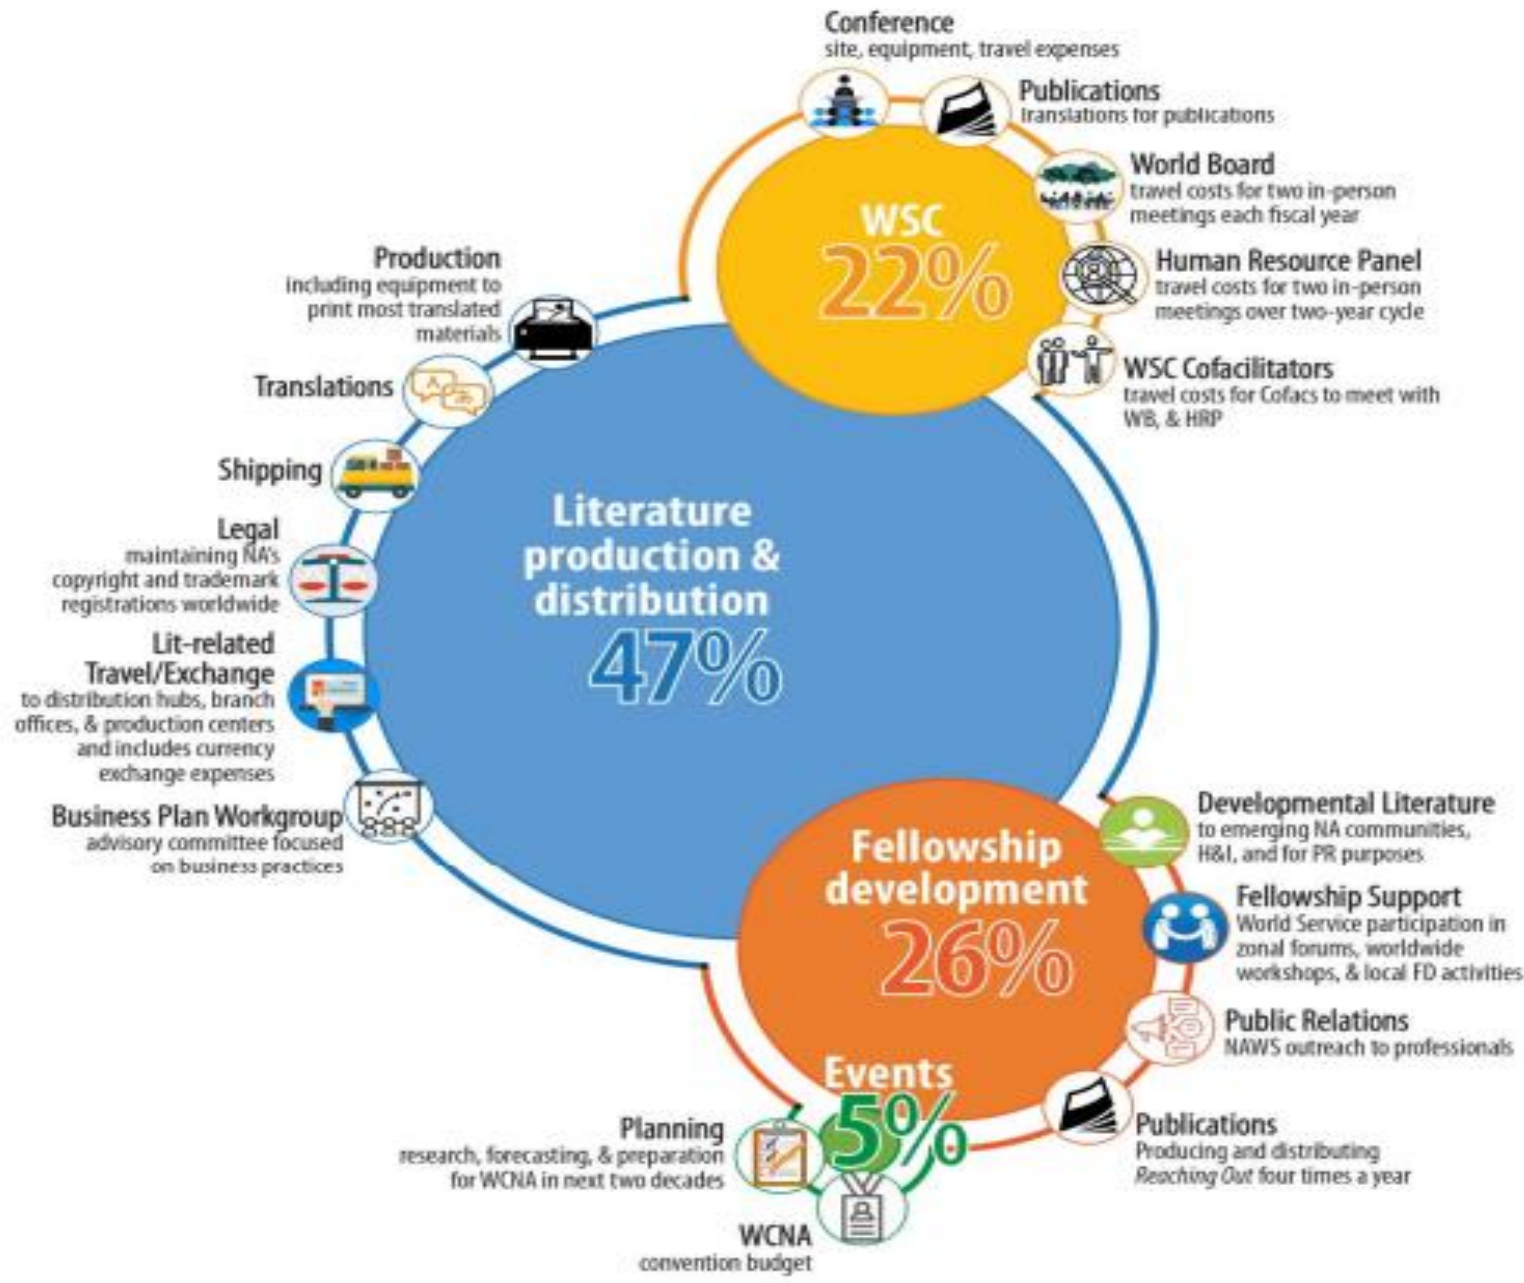 Conference
site, equipment, travel expenses
Publications
translations for publications
World Board
travel costs for two in-person
meetings each fiscal year
Human Resource Panel
travel costs for two in-person
meetings over two-year cycle
WSC Cofacilitators
travel costs for Cofacs to meet with
WB, & HRP
WSC
22%
Production
including equipment to
print most translated
materials
Translations
Shipping
Legal
maintaining NA's
copyright and trademark
registrations worldwide
Lit-related
Travel/Exchange
to distribution hubs, branch
offices, & production centers
and includes currency
exchange expenses
Business Plan Workgroup
advisory committee focused
on business practices
Literature
production &
distribution
47%
Fellowship
development
26%
Developmental Literature
to emerging NA communities,
H&I, and for PR purposes
Fellowship Support
World Service participation in
zonal forums, worldwide
workshops, & local FD activities
Public Relations
NAWS outreach to professionals
Publications
Producing and distributing
Reaching Out four times a year
Events
5%
Planning
research, forecasting, & preparation
for WCNA in next two decades
WCNA
convention budget